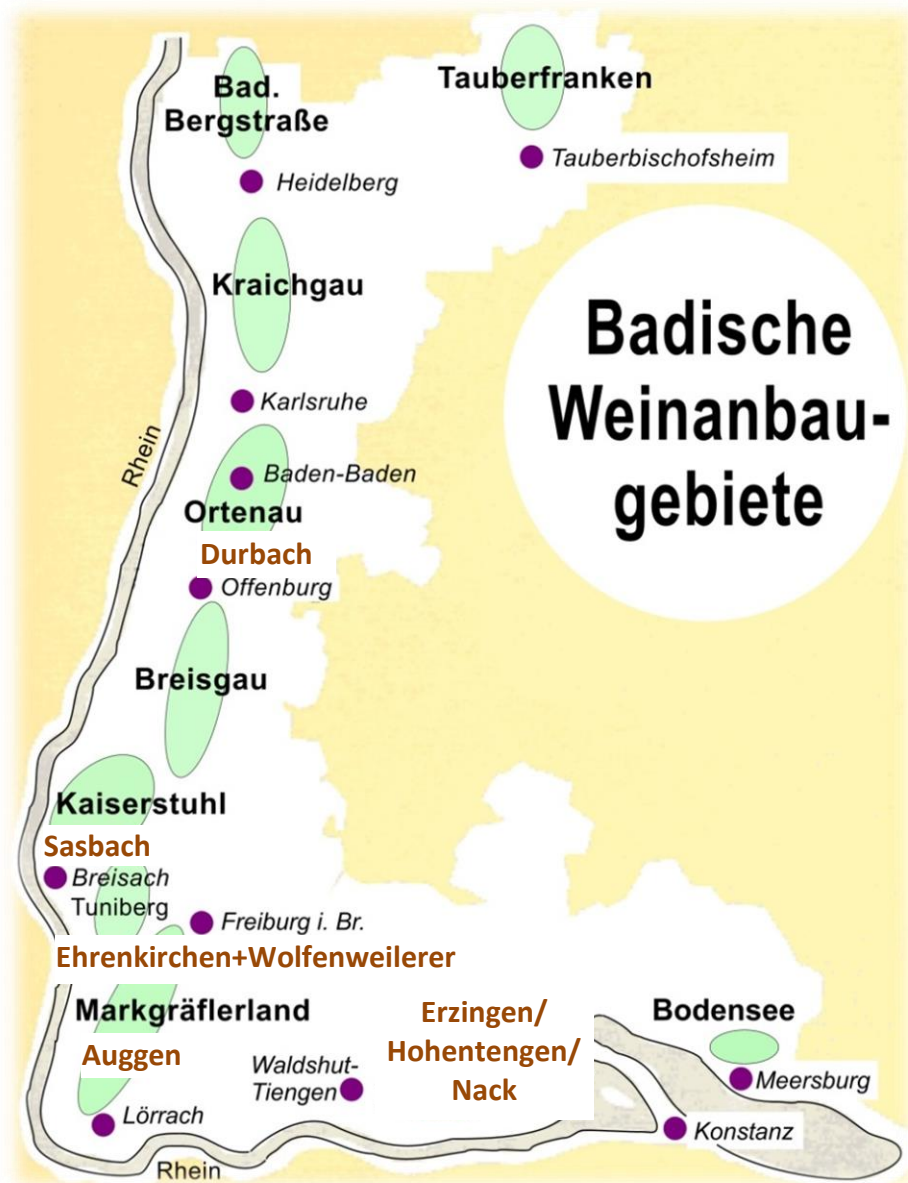 Bad.
Bergstraße
Tauberfranken
Tauberbischofsheim
Heidelberg
Kraichgau
Badische
Weinanbau-
gebiete
Karlsruhe
Rhein
Baden-Baden
Ortenau
Durbach
Offenburg
Breisgau
Kaiserstuhl
Sasbach
Breisach
Tuniberg
Freiburg i. Br.
Ehrenkirchen+Wolfenweilerer
Markgräflerland
Erzingen/
Hohentengen/
Nack
Bodensee
Auggen
Waldshut-
Tiengen
Meersburg
Lörrach
Konstanz
Rhein